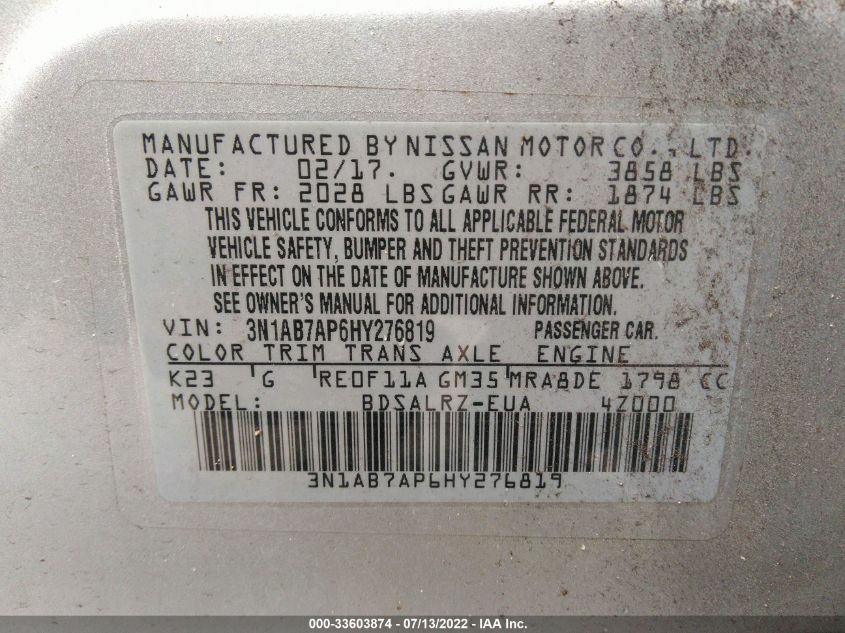 MANUFACTURED BY NISSAN MOTOR CO., LTD.
DATE: 02/17. GVWR: 3858 LBS
GAWR FR: 2028 LBS GAWR RR: 1874 LBS
THIS VEHICLE CONFORMS TO ALL APPLICABLE FEDERAL MOTOR
VEHICLE SAFETY, BUMPER AND THEFT PREVENTION STANDARDS
IN EFFECT ON THE DATE OF MANUFACTURE SHOWN ABOVE.
SEE OWNER'S MANUAL FOR ADDITIONAL INFORMATION.
VIN: 3N1AB7AP6HY276819 PASSENGER CAR.
COLOR TRIM TRANS AXLE ENGINE
K23 G RE0F11A GM35 MRA8DE 1798 CC
MODEL: BDSALRZ-EUA 4Z000
3N1AB7AP6HY276819
000-33603874 - 07/13/2022 - IAA Inc.